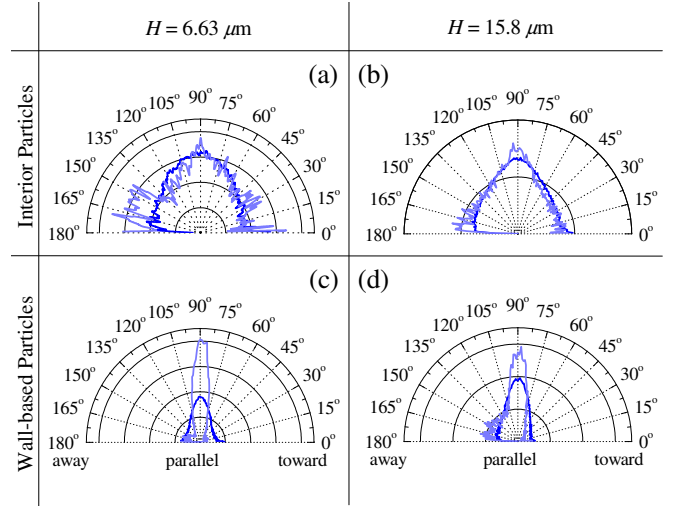 H = 6.63 μm
H = 15.8 μm
Interior Particles
(a)
90° 105° 75° 120° 60° 135° 45° 150° 30° 165° 15° 180° 0°
(b)
90° 105° 75° 120° 60° 135° 45° 150° 30° 165° 15° 180° 0°
Wall-based Particles
(c)
90° 105° 75° 120° 60° 135° 45° 150° 30° 165° 15° 180° 0°
away parallel toward
(d)
90° 105° 75° 120° 60° 135° 45° 150° 30° 165° 15° 180° 0°
away parallel toward